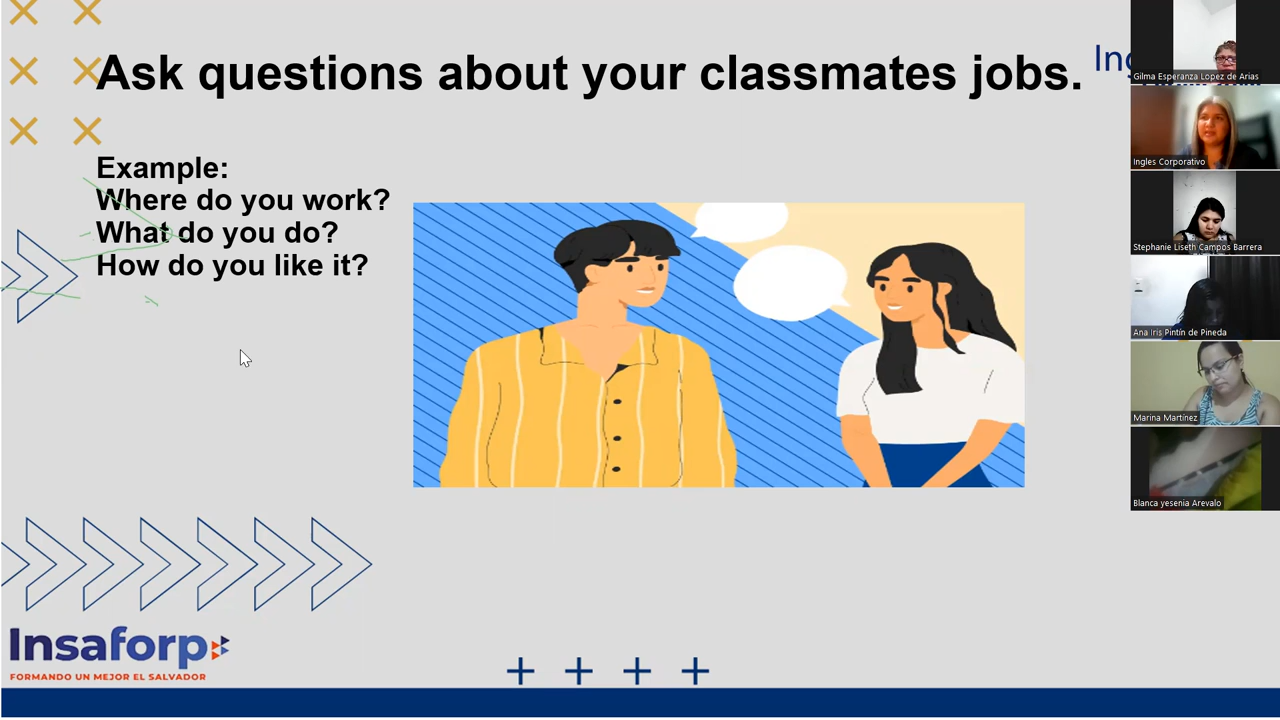 Ask questions about your classmates jobs.
Example:
Where do you work?
What do you do?
How do you like it?
Insaforp
FORMANDO UN MEJOR EL SALVADOR
Gilma Esperanza Lopez de Arias
Ingles Corporativo
Stephanie Liseth Campos Barrera
Ana Iris Pintín de Pineda
Marina Martínez
Blanca yesenia Arevalo